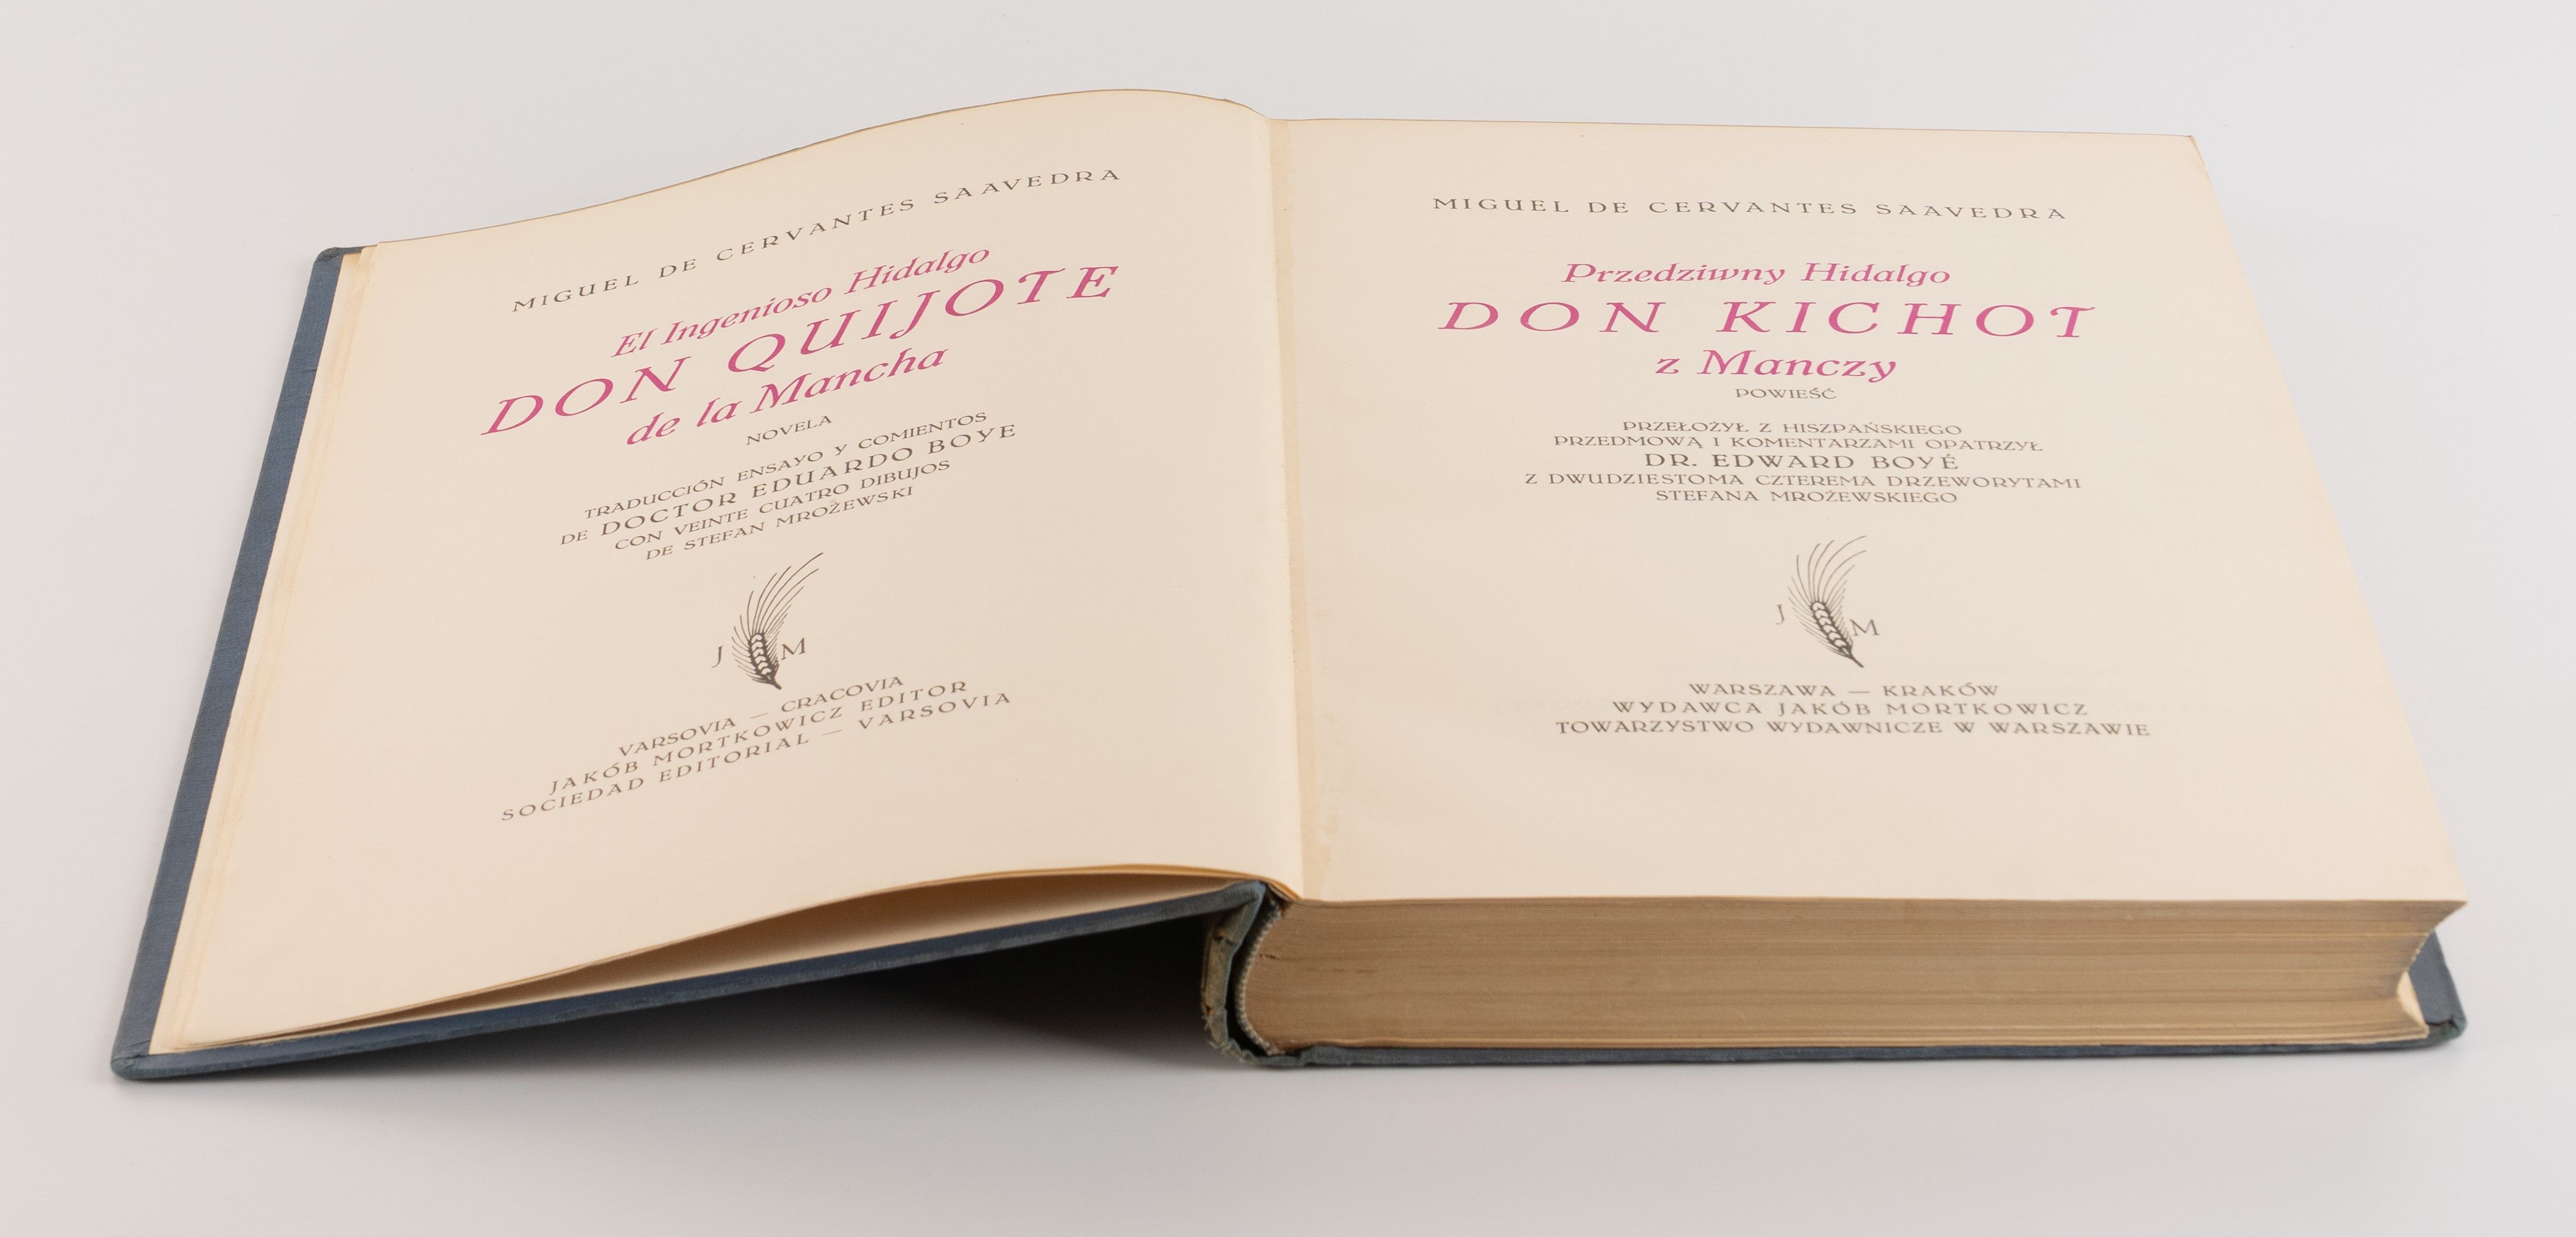 MIGUEL DE CERVANTES SAAVEDRA
El Ingenioso Hidalgo
DON QUIJOTE
de la Mancha
NOVELA
TRADUCCIÓN ENSAYO Y COMIENTOS
DE DOCTOR EDUARDO BOYE
CON VEINTE CUATRO DIBUJOS
DE STEFAN MROŻEWSKI
J M
VARSOVIA — CRACOVIA
JAKÓB MORTKOWICZ EDITOR
SOCIEDAD EDITORIAL — VARSOVIA
MIGUEL DE CERVANTES SAAVEDRA
Przedziwny Hidalgo
DON KICHOT
z Manczy
POWIEŚĆ
PRZEŁOŻYŁ Z HISZPAŃSKIEGO
PRZEDMOWĄ I KOMENTARZAMI OPATRZYŁ
DR. EDWARD BOYÉ
Z DWUDZIESTOMA CZTEREMA DRZEWORYTAMI
STEFANA MROŻEWSKIEGO
J M
WARSZAWA — KRAKÓW
WYDAWCA JAKÓB MORTKOWICZ
TOWARZYSTWO WYDAWNICZE W WARSZAWIE